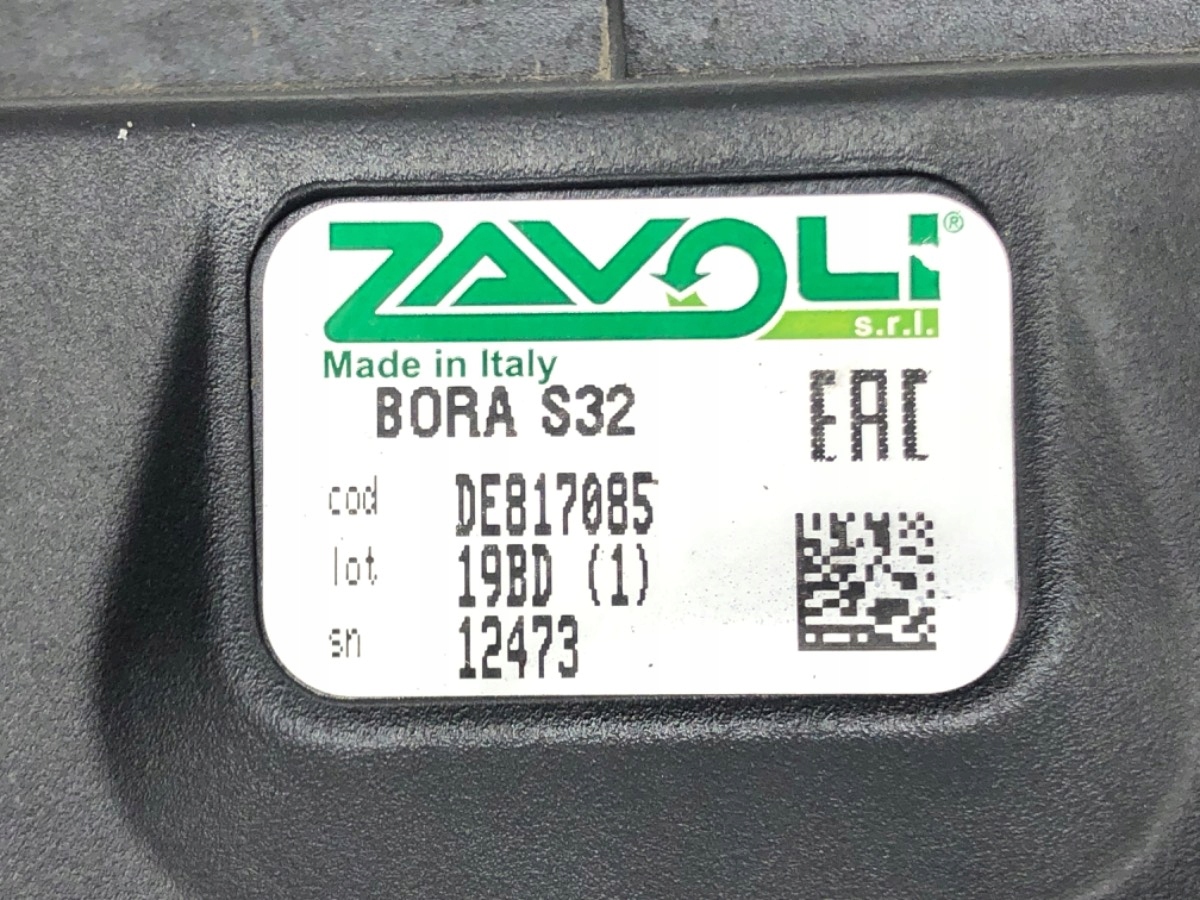 ZAVOLI®
s.r.l.
Made in Italy
BORA S32
EAC
cod DE817085
lot 19BD (1)
sn 12473